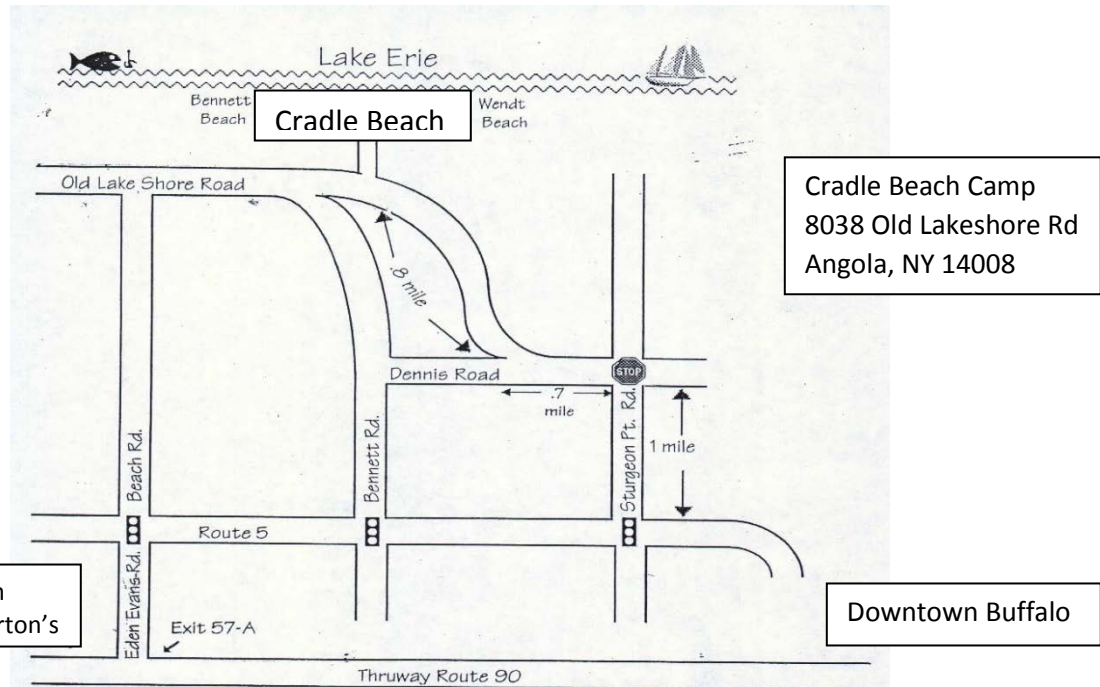 Lake Erie
Bennett
Beach
Cradle Beach
Wendt
Beach
Old Lake Shore Road
Cradle Beach Camp
8038 Old Lakeshore Rd
Angola, NY 14008
.8 mile
Dennis Road
STOP
.7
mile
1 mile
Beach Rd.
Bennett Rd.
Sturgeon Pt. Rd.
Route 5
Eden Evans Rd.
Exit 57-A
Downtown Buffalo
Thruway Route 90